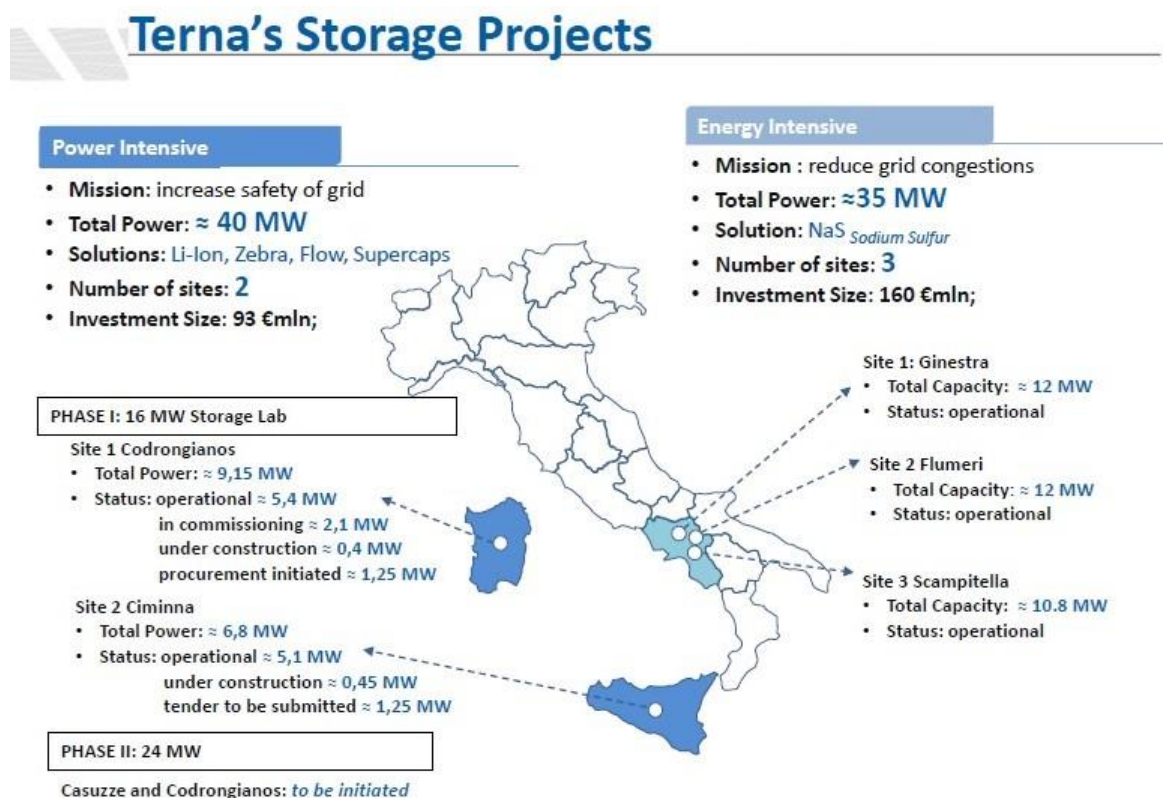 Terna's Storage Projects
Power Intensive
• Mission: increase safety of grid
• Total Power: ≈ 40 MW
• Solutions: Li-Ion, Zebra, Flow, Supercaps
• Number of sites: 2
• Investment Size: 93 €mln;
Energy Intensive
• Mission : reduce grid congestions
• Total Power: ≈35 MW
• Solution: NaS Sodium Sulfur
• Number of sites: 3
• Investment Size: 160 €mln;
PHASE I: 16 MW Storage Lab
Site 1 Codrongianos
• Total Power: ≈ 9,15 MW
• Status: operational ≈ 5,4 MW
in commissioning ≈ 2,1 MW
under construction ≈ 0,4 MW
procurement initiated ≈ 1,25 MW
Site 2 Ciminna
• Total Power: ≈ 6,8 MW
• Status: operational ≈ 5,1 MW
under construction ≈ 0,45 MW
tender to be submitted ≈ 1,25 MW
PHASE II: 24 MW
Casuzze and Codrongianos: to be initiated
Site 1: Ginestra
• Total Capacity: ≈ 12 MW
• Status: operational
Site 2 Flumeri
• Total Capacity: ≈ 12 MW
• Status: operational
Site 3 Scampitella
• Total Capacity: ≈ 10.8 MW
• Status: operational